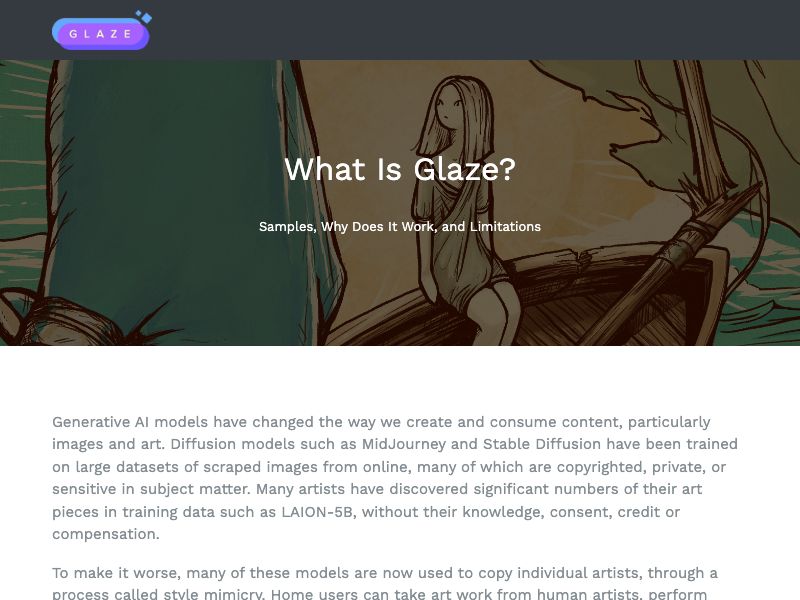 GLAZE
What Is Glaze?
Samples, Why Does It Work, and Limitations
Generative AI models have changed the way we create and consume content, particularly
images and art. Diffusion models such as MidJourney and Stable Diffusion have been trained
on large datasets of scraped images from online, many of which are copyrighted, private, or
sensitive in subject matter. Many artists have discovered significant numbers of their art
pieces in training data such as LAION-5B, without their knowledge, consent, credit or
compensation.
To make it worse, many of these models are now used to copy individual artists, through a
process called style mimicry. Home users can take art work from human artists, perform